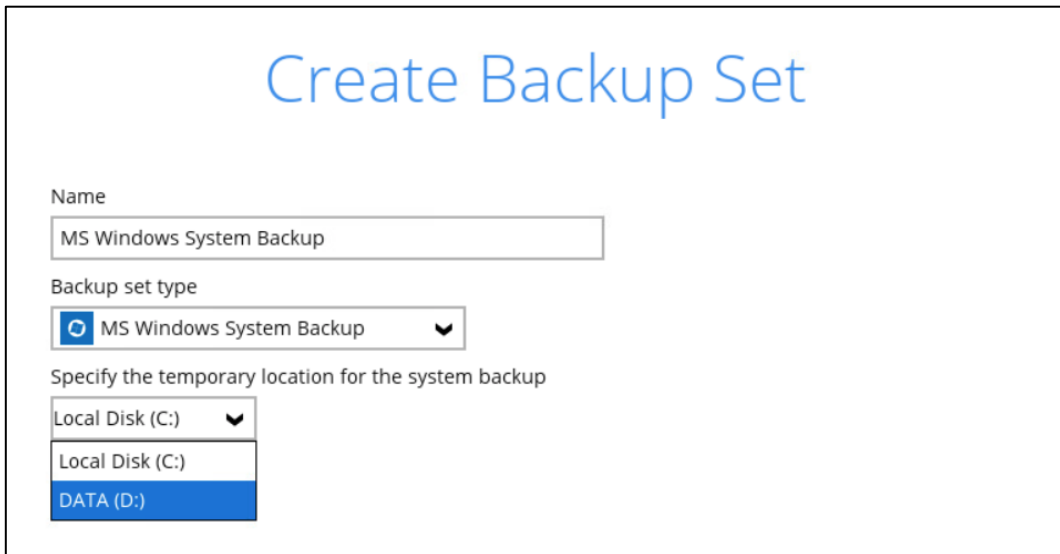 Create Backup Set
Name
MS Windows System Backup
Backup set type
MS Windows System Backup
Specify the temporary location for the system backup
Local Disk (C:)
Local Disk (C:)
DATA (D:)